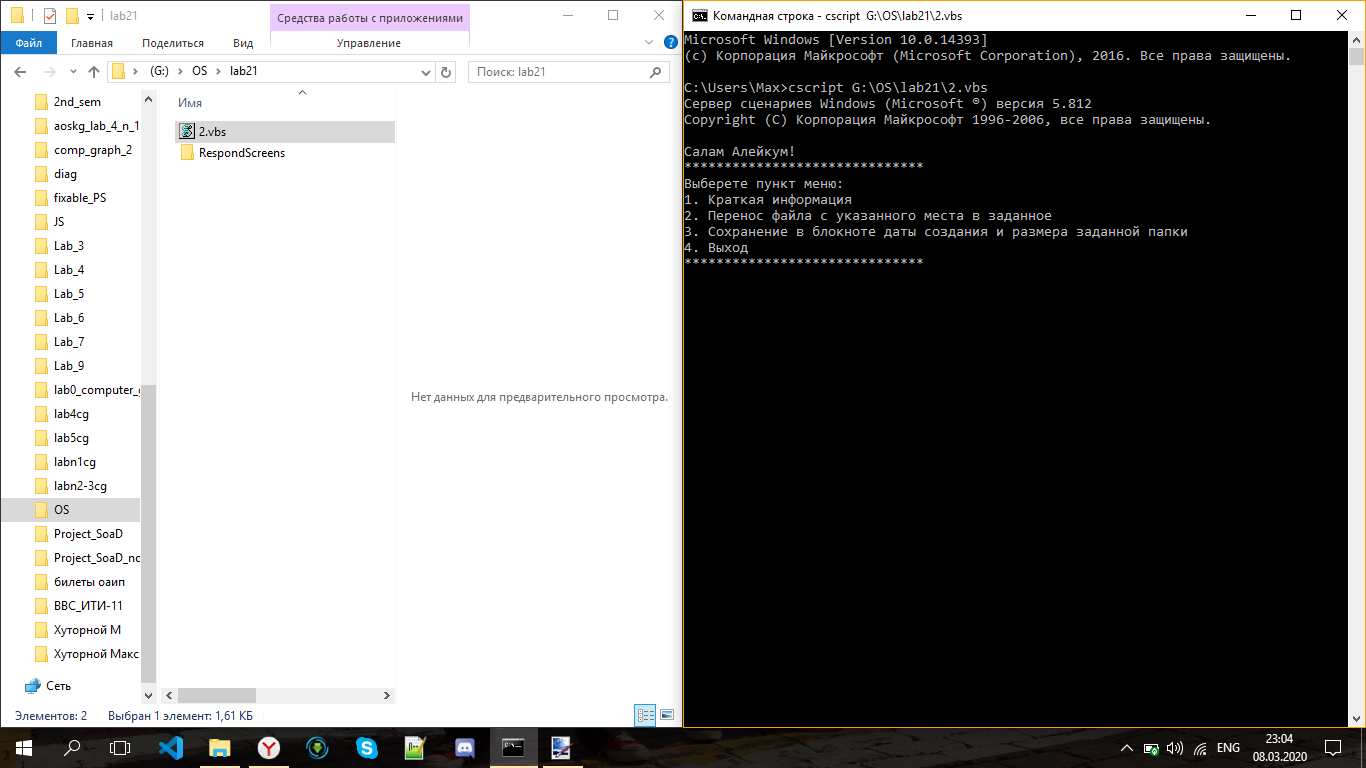 lab21
Средства работы с приложениями
Файл
Главная
Поделиться
Вид
Управление
(G:) OS lab21
Поиск: lab21
2nd_sem
aoskg_lab_4_n_1
comp_graph_2
diag
fixable_PS
JS
Lab_3
Lab_4
Lab_5
Lab_6
Lab_7
Lab_9
lab0_computer_
lab4cg
lab5cg
labn1cg
labn2-3cg
OS
Project_SoaD
Project_SoaD_nc
билеты оаип
ВВС_ИТИ-11
Хуторной М
Хуторной Макс
Сеть
Имя
2.vbs
RespondScreens
Нет данных для предварительного просмотра.
Элементов: 2
Выбран 1 элемент: 1,61 КБ
Командная строка - cscript G:\OS\lab21\2.vbs
Microsoft Windows [Version 10.0.14393]
(c) Корпорация Майкрософт (Microsoft Corporation), 2016. Все права защищены.
C:\Users\Max>cscript G:\OS\lab21\2.vbs
Сервер сценариев Windows (Microsoft ®) версия 5.812
Copyright (C) Корпорация Майкрософт 1996-2006, все права защищены.
Салам Алейкум!
******************************
Выберете пункт меню:
1. Краткая информация
2. Перенос файла с указанного места в заданное
3. Сохранение в блокноте даты создания и размера заданной папки
4. Выход
******************************
ENG
23:04
08.03.2020